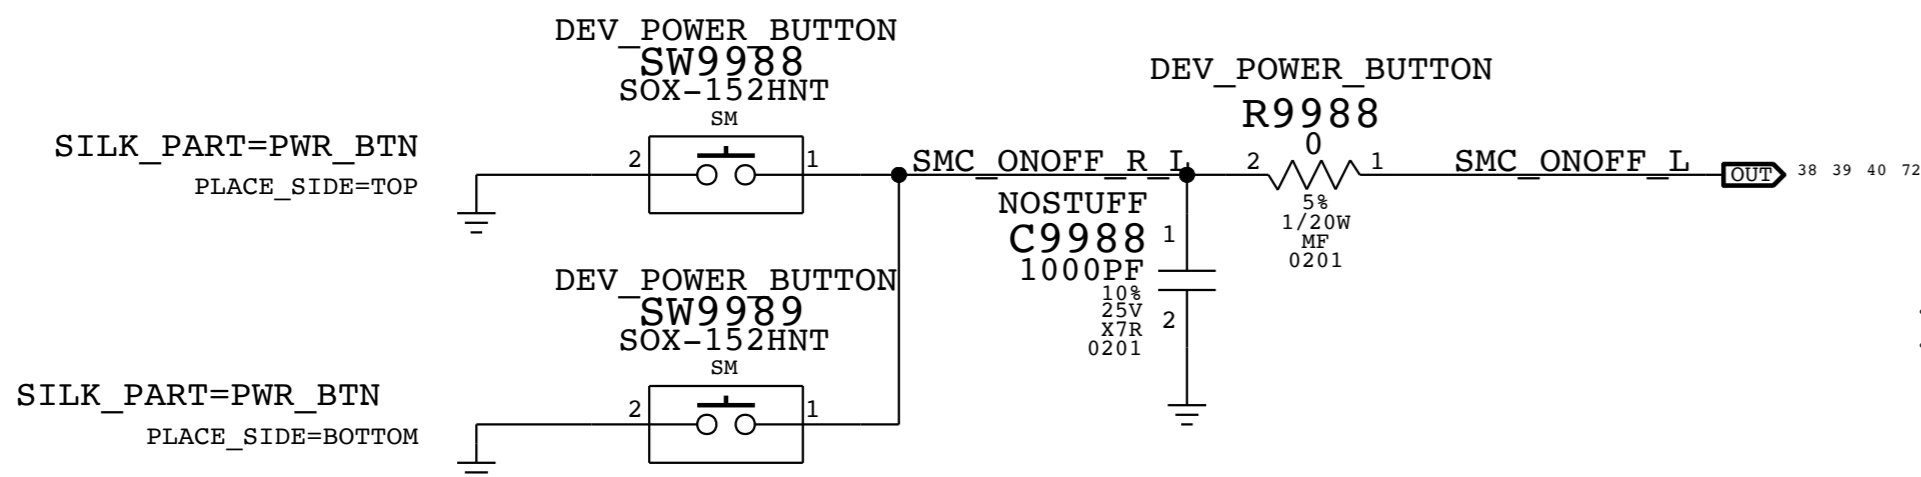 DEV_POWER_BUTTON
SW9988
SOX-152HNT
SM
SILK_PART=PWR_BTN
PLACE_SIDE=TOP
2
1
SMC_ONOFF_R_L
DEV_POWER_BUTTON
R9988
0
2
1
5%
1/20W
MF
0201
SMC_ONOFF_L
OUT
38 39 40 72
NOSTUFF
C9988
1000PF
10%
25V
X7R
0201
1
2
DEV_POWER_BUTTON
SW9989
SOX-152HNT
SM
SILK_PART=PWR_BTN
PLACE_SIDE=BOTTOM
2
1